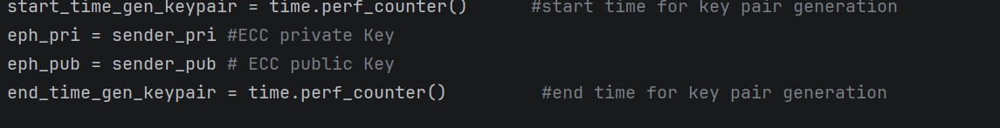 start_time_gen_keypair = time.perf_counter()      #start time for key pair generation
eph_pri = sender_pri #ECC private Key
eph_pub = sender_pub # ECC public Key
end_time_gen_keypair = time.perf_counter()         #end time for key pair generation